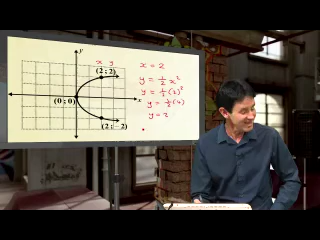 y
x y
(2 ; 2)
x
(0 ; 0)
(2 ; −2)
x = 2
y = 1/2 x²
y = 1/2 (2)²
y = 1/2 (4)
y = 2